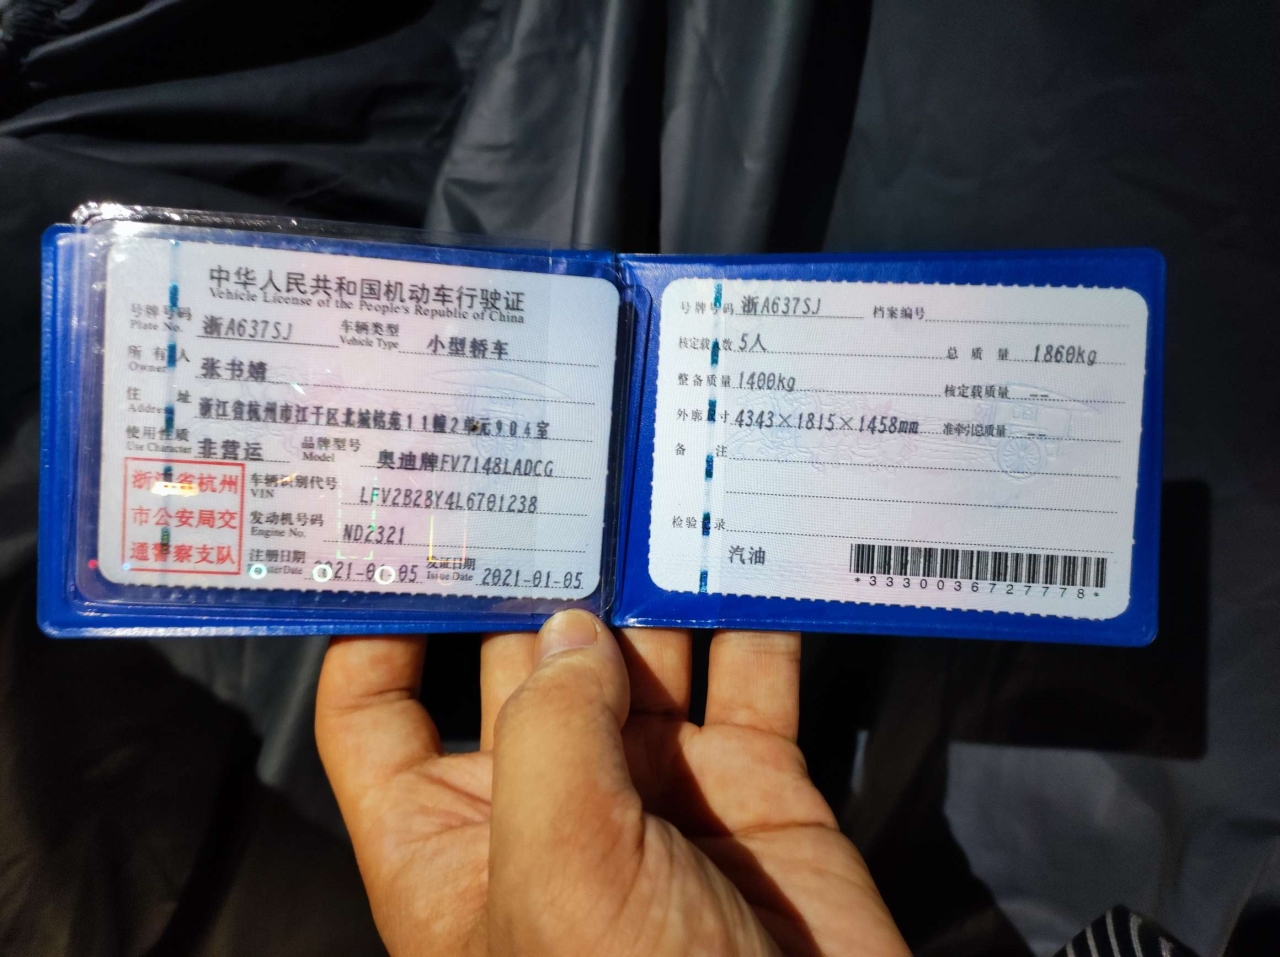 中华人民共和国机动车行驶证
Vehicle License of the People's Republic of China
号牌号码 浙A637SJ 车辆类型 小型轿车
Plate No. Vehicle Type
所有人 张书婧
Owner
住址 浙江省杭州市江干区北城铭苑11幢2单元904室
Address
使用性质 非营运 品牌型号 奥迪牌FV7148LADCG
Use Character Model
浙江省杭州
市公安局交
通警察支队
车辆识别代号 LFV2B28Y4L6701238
VIN
发动机号码 ND2321
Engine No.
注册日期 2021-01-05 发证日期 2021-01-05
Register Date Issue Date
号牌号码 浙A637SJ 档案编号
核定载人数 5人 总质量 1860kg
整备质量 1400kg 核定载质量 --
外廓尺寸 4343×1815×1458mm 准牵引总质量 --
备注
检验记录
汽油
*3330036727778*